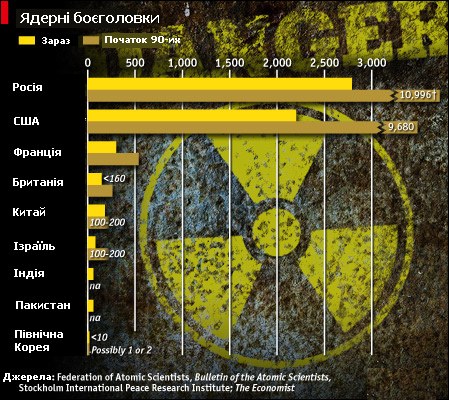 DANGER
Ядерні боєголовки
Зараз Початок 90-их
0 500 1,000 1,500 2,000 2,500 3,000
Росія 10,996†
США 9,680
Франція
Британія <160
Китай
100-200
Ізраїль
100-200
Індія
na
Пакистан
na
Північна <10
Корея Possibly 1 or 2
Джерела: Federation of Atomic Scientists, Bulletin of the Atomic Scientists,
Stockholm International Peace Research Institute; The Economist